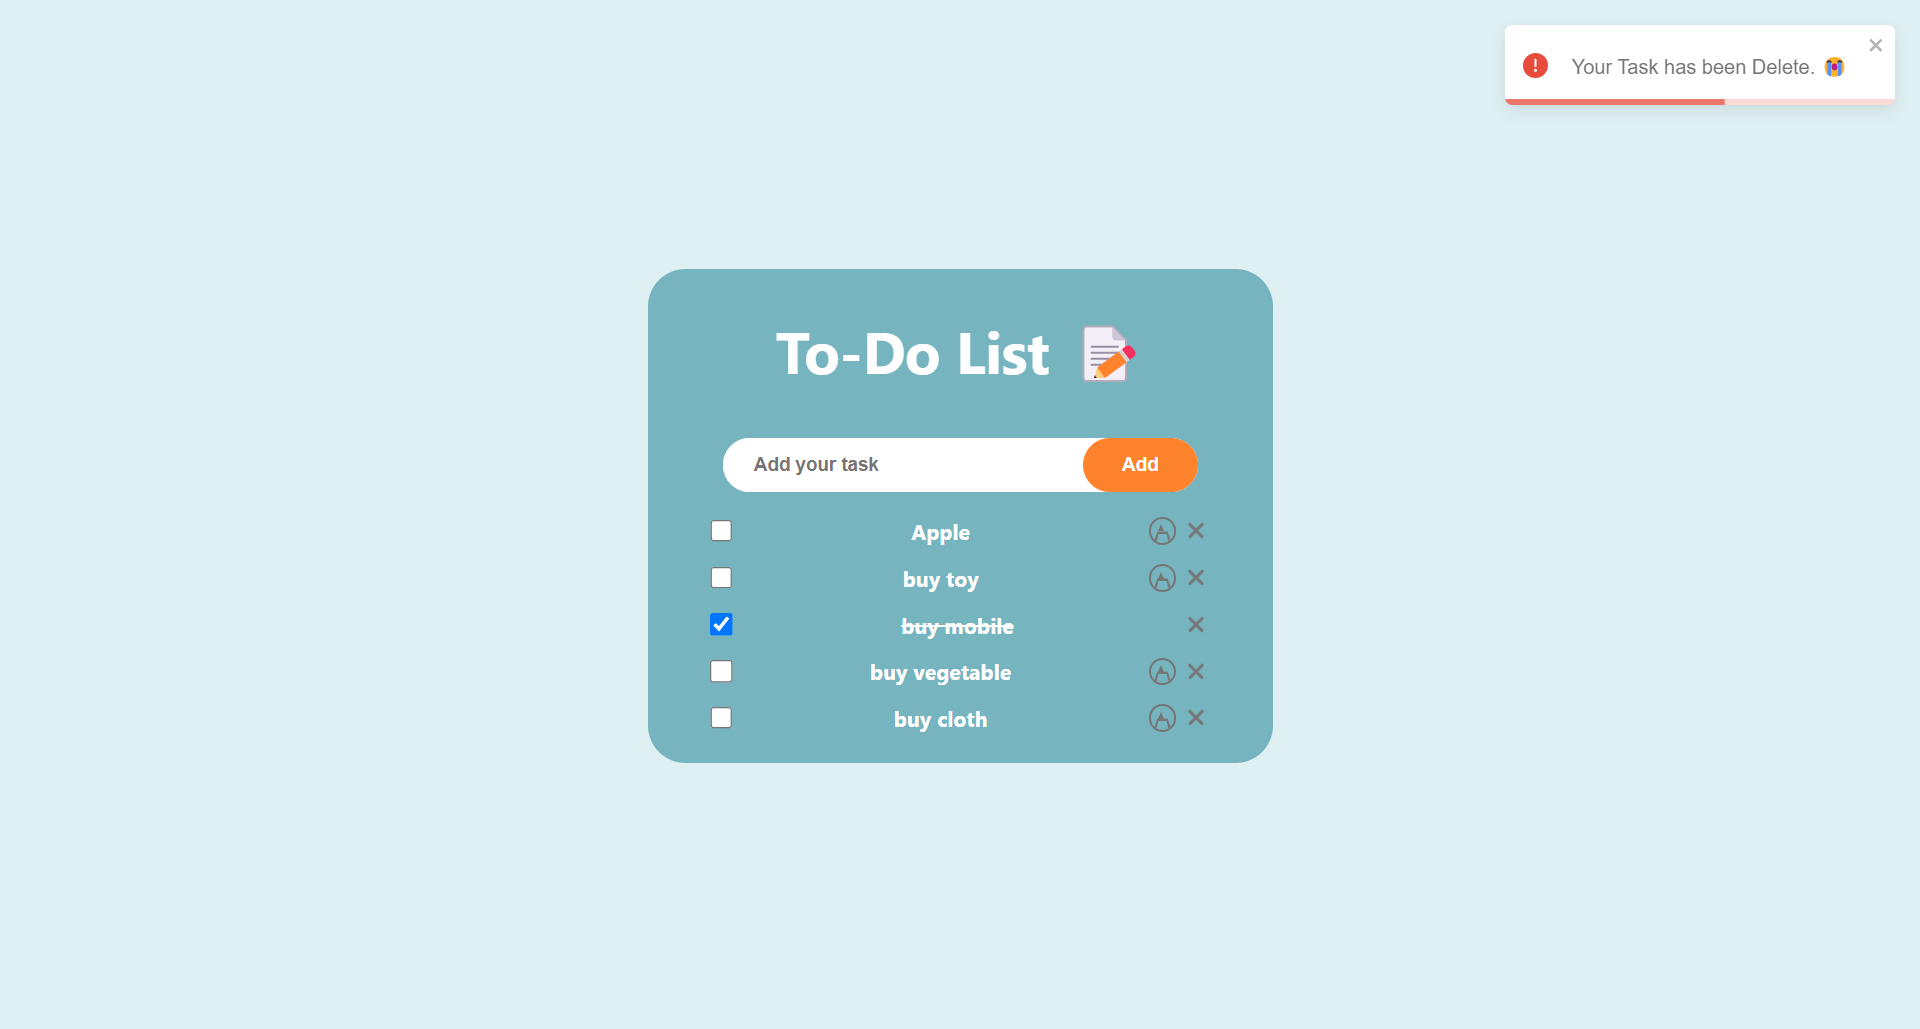 Your Task has been Delete. 😭
To-Do List 📝
Add your task
Add
Apple
buy toy
buy mobile
buy vegetable
buy cloth